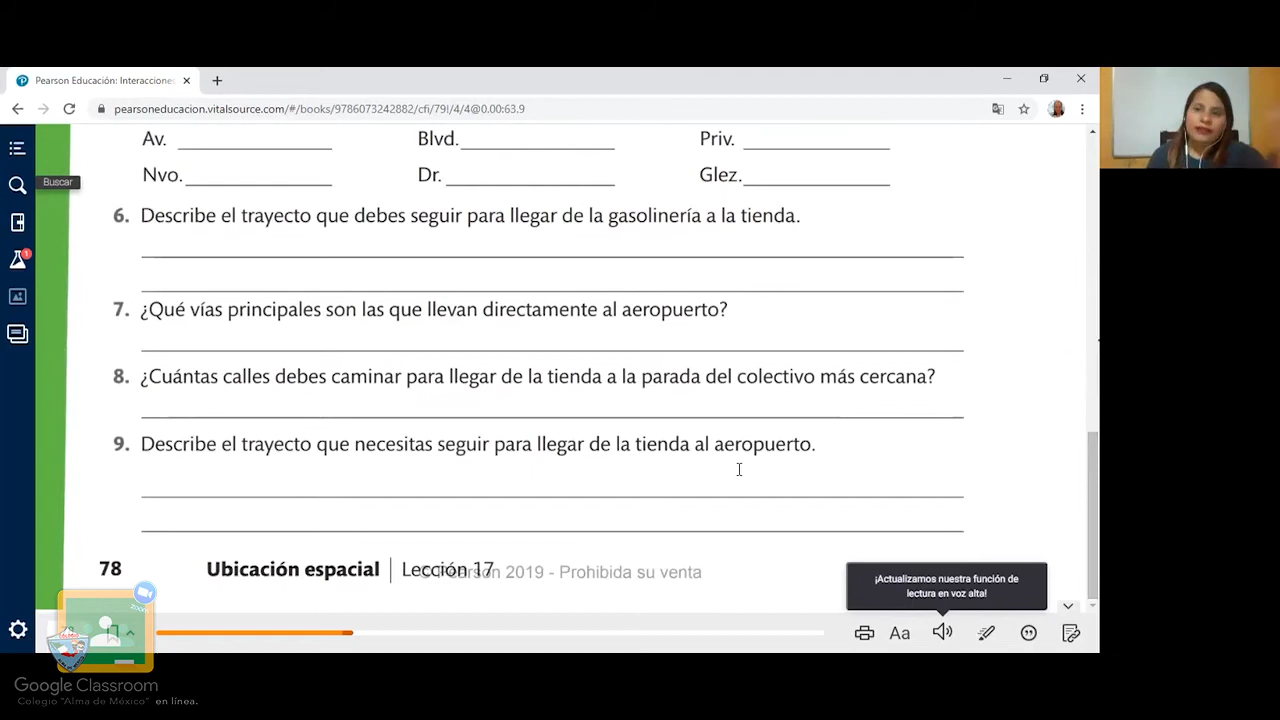 Pearson Educación: Interacciones
pearsoneducacion.vitalsource.com/#/books/9786073242882/cfi/79!/4/4@0.00:63.9
Av. Blvd. Priv.
Buscar
Nvo. Dr. Glez.
6. Describe el trayecto que debes seguir para llegar de la gasolinería a la tienda.
7. ¿Qué vías principales son las que llevan directamente al aeropuerto?
8. ¿Cuántas calles debes caminar para llegar de la tienda a la parada del colectivo más cercana?
9. Describe el trayecto que necesitas seguir para llegar de la tienda al aeropuerto.
78 Ubicación espacial | Lección 17
© Pearson 2019 - Prohibida su venta
¡Actualizamos nuestra función de
lectura en voz alta!
Aa
zoom
Google Classroom
Colegio "Alma de México" en línea.